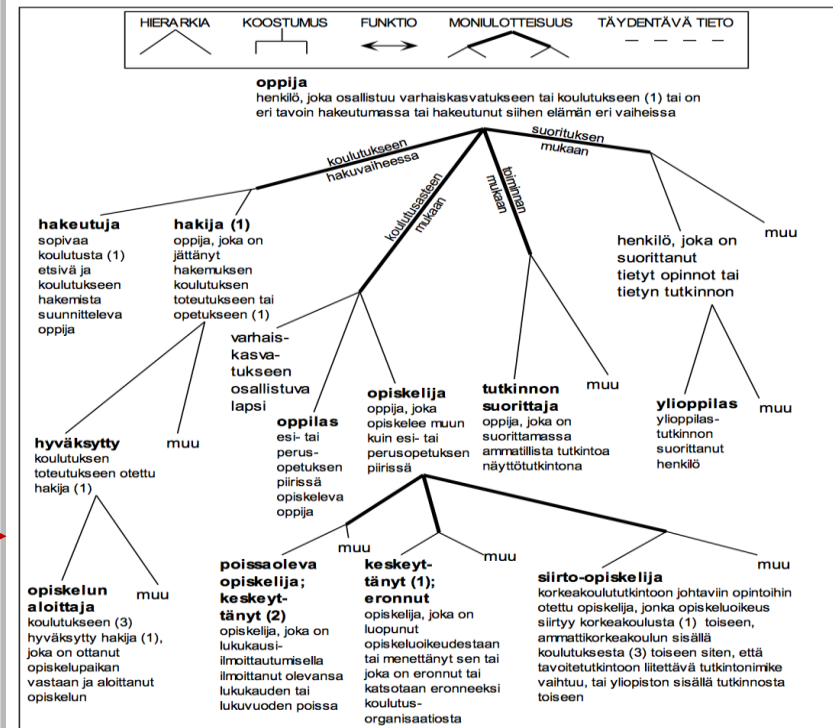 HIERARKIA KOOSTUMUS FUNKTIO MONIULOTTEISUUS TÄYDENTÄVÄ TIETO
oppija
henkilö, joka osallistuu varhaiskasvatukseen tai koulutukseen (1) tai on
eri tavoin hakeutumassa tai hakeutunut siihen elämän eri vaiheissa
koulutukseen
hakuvaiheessa
koulutusasteen
mukaan
toiminnan
mukaan
suorituksen
mukaan
hakeutuja
sopivaa
koulutusta (1)
etsivä ja
koulutukseen
hakemista
suunnitteleva
oppija
hakija (1)
oppija, joka on
jättänyt
hakemuksen
koulutuksen
toteutukseen tai
opetukseen (1)
henkilö, joka on
suorittanut
tietyt opinnot tai
tietyn tutkinnon
muu
varhais-
kasva-
tukseen
osallistuva
lapsi
oppilas
esi- tai
perus-
opetuksen
piirissä
opiskeleva
oppija
opiskelija
oppija, joka
opiskelee muun
kuin esi- tai
perusopetuksen
piirissä
tutkinnon
suorittaja
oppija, joka on
suorittamassa
ammatillista tutkintoa
näyttötutkintona
muu
ylioppilas
ylioppilas-
tutkinnon
suorittanut
henkilö
muu
hyväksytty
koulutuksen
toteutukseen otettu
hakija (1)
muu
opiskelun
aloittaja
koulutukseen (3)
hyväksytty hakija (1),
joka on ottanut
opiskelupaikan
vastaan ja aloittanut
opiskelun
muu
poissaoleva
opiskelija;
keskeyt-
tänyt (2)
opiskelija, joka on
lukukausi-
ilmoittautumisella
ilmoittanut olevansa
lukukauden tai
lukuvuoden poissa
muu
keskeyt-
tänyt (1);
eronnut
opiskelija, joka on
luopunut
opiskeluoikeudestaan
tai menettänyt sen tai
joka on eronnut tai
katsotaan eronneeksi
koulutus-
organisaatiosta
muu
siirto-opiskelija
korkeakoulututkintoon johtaviin opintoihin
otettu opiskelija, jonka opiskeluoikeus
siirtyy korkeakoulusta (1) toiseen,
ammattikorkeakoulun sisällä
koulutuksesta (3) toiseen siten, että
tavoitetutkintoon liitettävä tutkintonimike
vaihtuu, tai yliopiston sisällä tutkinnosta
toiseen
muu